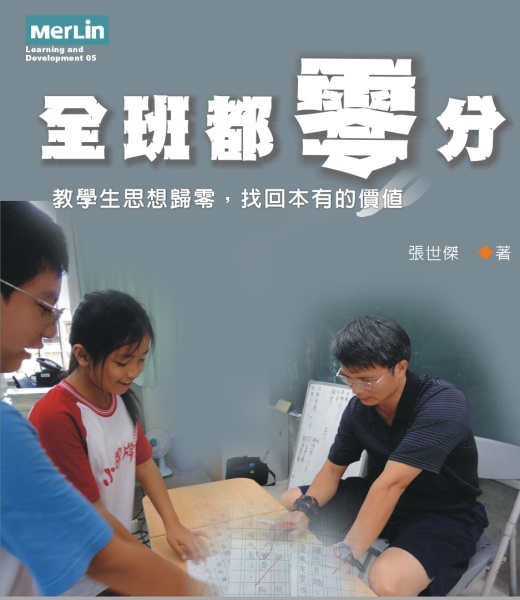 MerLin
Learning and
Development 05
全班都零分
教學生思想歸零，找回本有的價值
張世傑 ◆著